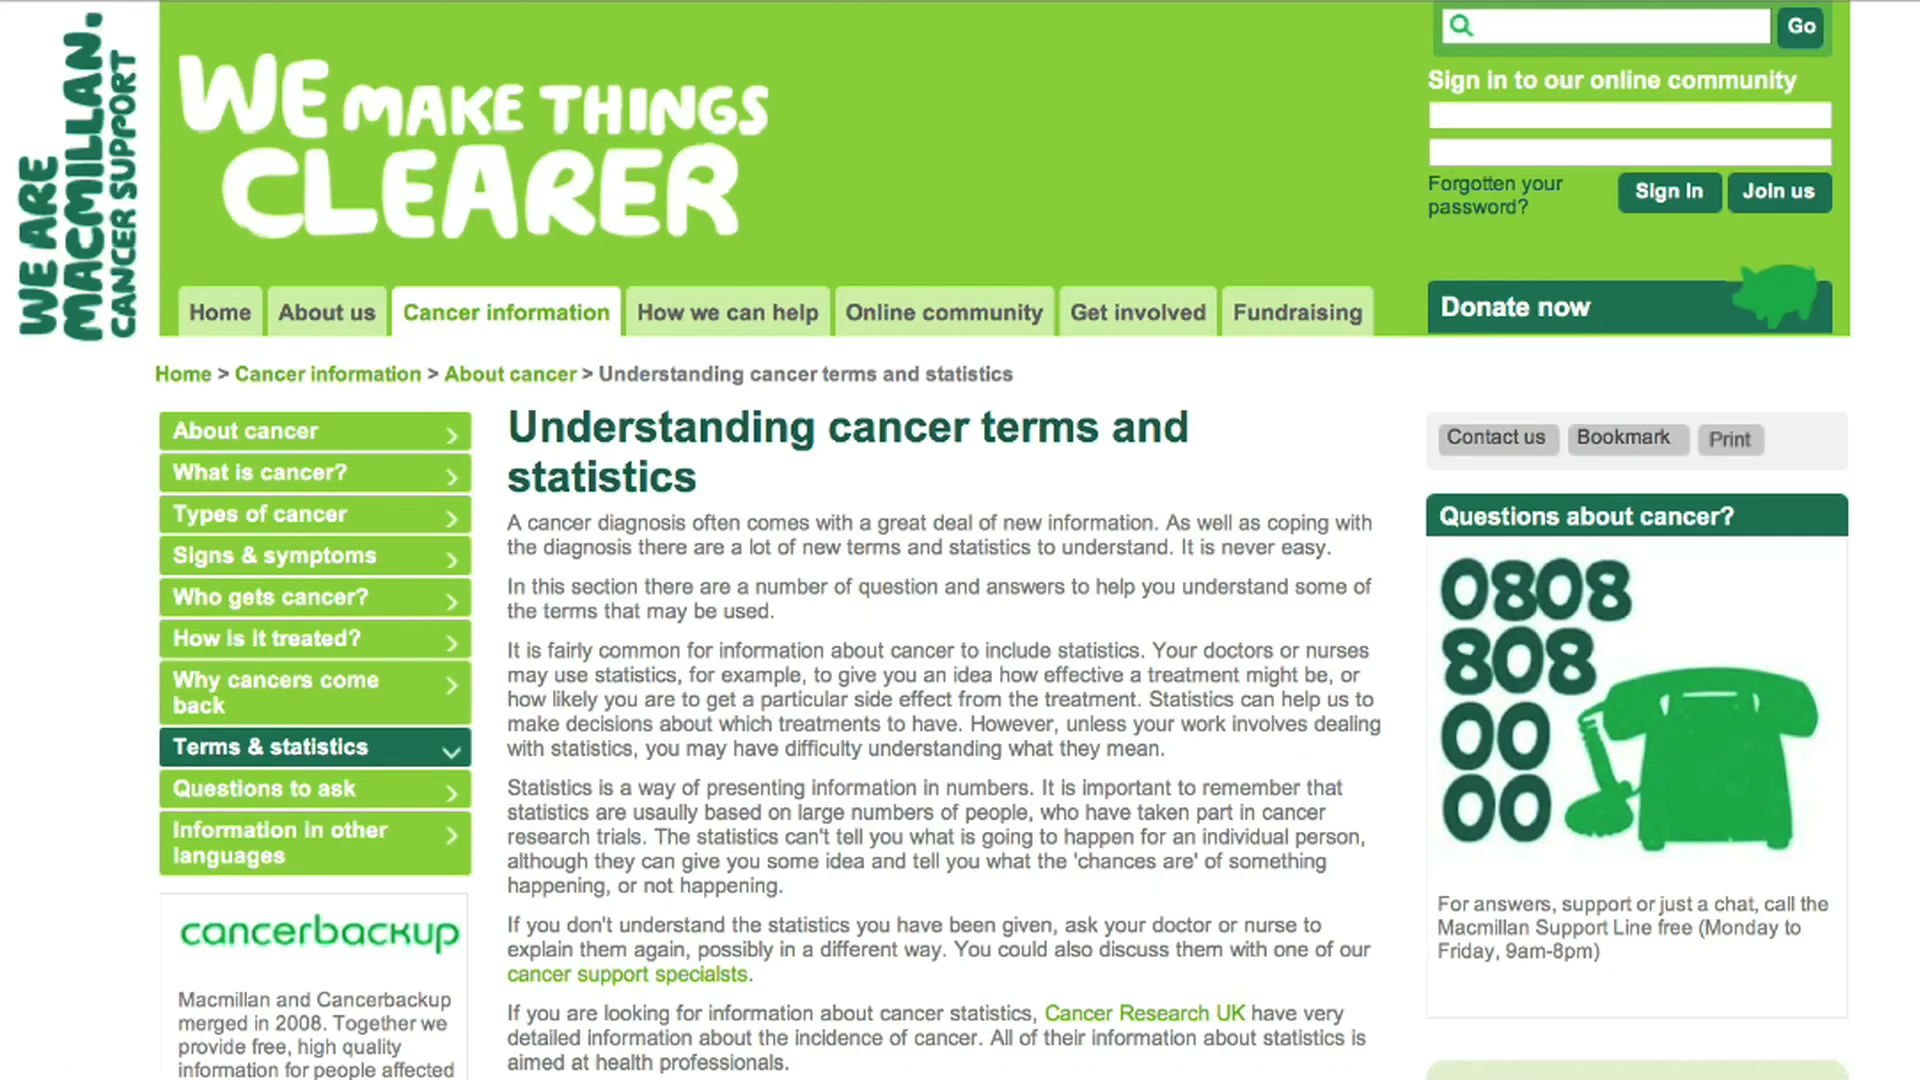 WE ARE
MACMILLAN.
CANCER SUPPORT
WE MAKE THINGS
CLEARER
Go
Sign in to our online community
Forgotten your
password?
Sign in
Join us
Donate now
Home
About us
Cancer information
How we can help
Online community
Get involved
Fundraising
Home > Cancer information > About cancer > Understanding cancer terms and statistics
About cancer
What is cancer?
Types of cancer
Signs & symptoms
Who gets cancer?
How is it treated?
Why cancers come
back
Terms & statistics
Questions to ask
Information in other
languages
cancerbackup
Macmillan and Cancerbackup
merged in 2008. Together we
provide free, high quality
information for people affected
Understanding cancer terms and
statistics
A cancer diagnosis often comes with a great deal of new information. As well as coping with
the diagnosis there are a lot of new terms and statistics to understand. It is never easy.
In this section there are a number of question and answers to help you understand some of
the terms that may be used.
It is fairly common for information about cancer to include statistics. Your doctors or nurses
may use statistics, for example, to give you an idea how effective a treatment might be, or
how likely you are to get a particular side effect from the treatment. Statistics can help us to
make decisions about which treatments to have. However, unless your work involves dealing
with statistics, you may have difficulty understanding what they mean.
Statistics is a way of presenting information in numbers. It is important to remember that
statistics are usaully based on large numbers of people, who have taken part in cancer
research trials. The statistics can't tell you what is going to happen for an individual person,
although they can give you some idea and tell you what the 'chances are' of something
happening, or not happening.
If you don't understand the statistics you have been given, ask your doctor or nurse to
explain them again, possibly in a different way. You could also discuss them with one of our
cancer support specialsts.
If you are looking for information about cancer statistics, Cancer Research UK have very
detailed information about the incidence of cancer. All of their information about statistics is
aimed at health professionals.
Contact us
Bookmark
Print
Questions about cancer?
0808
808
00
00
For answers, support or just a chat, call the
Macmillan Support Line free (Monday to
Friday, 9am-8pm)